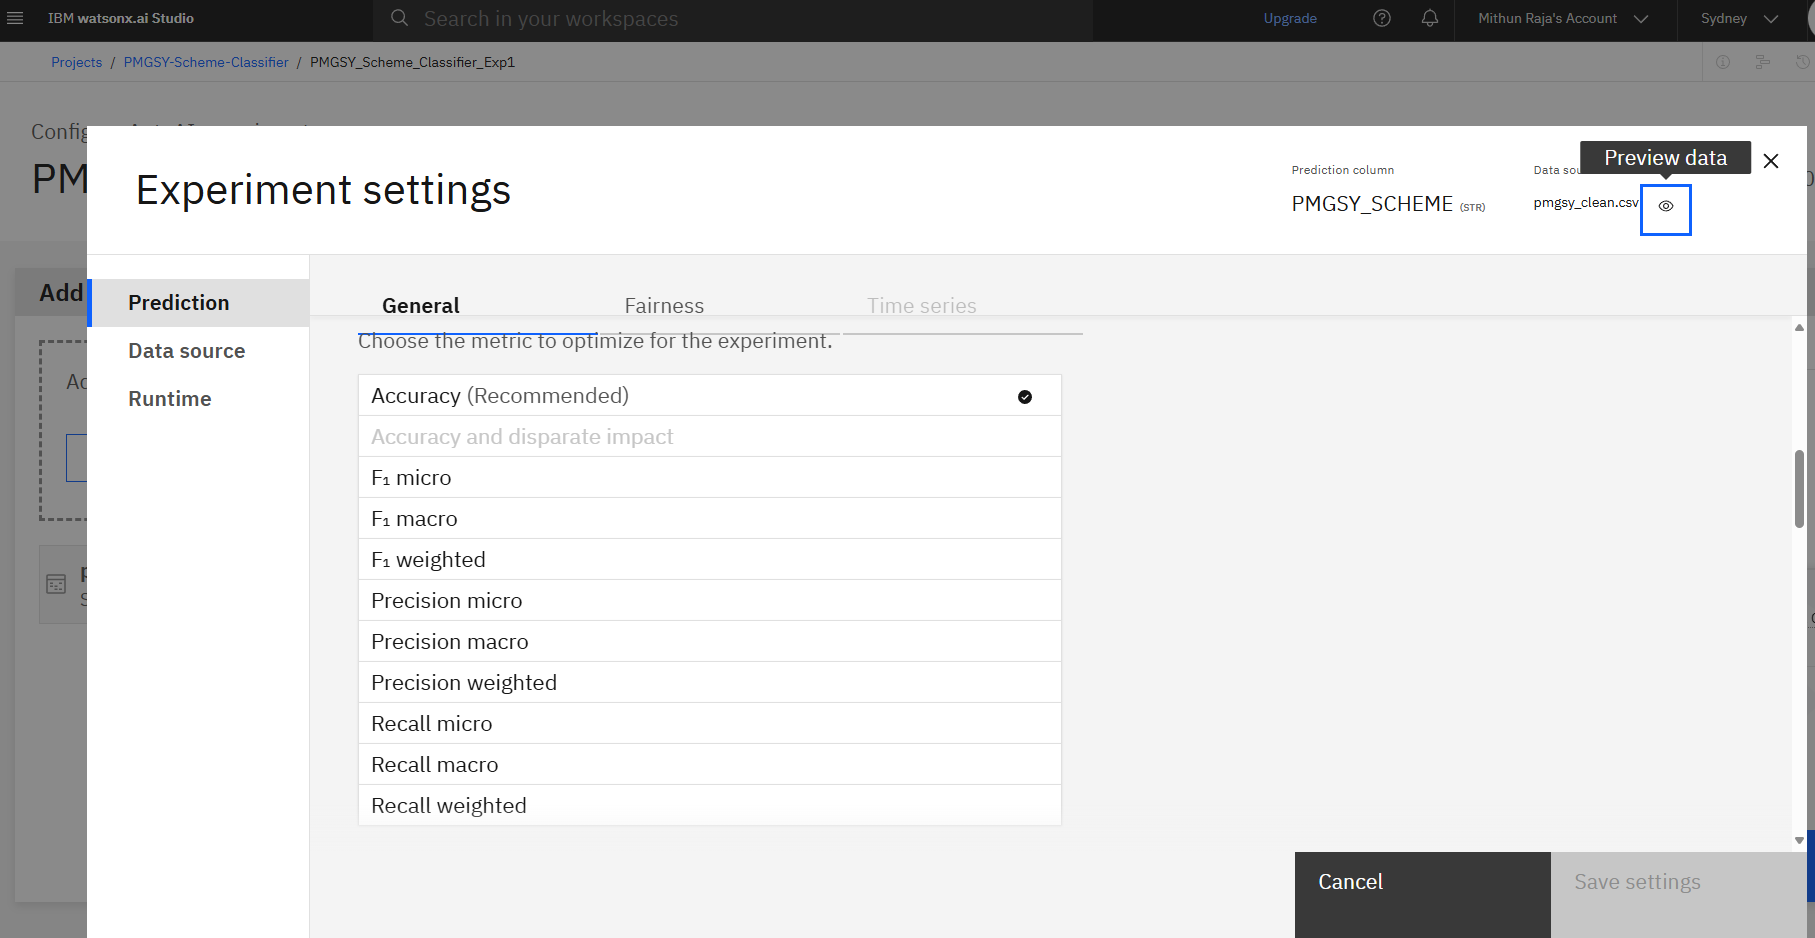 IBM watsonx.ai Studio
Search in your workspaces
Upgrade
Mithun Raja's Account
Sydney
Projects / PMGSY-Scheme-Classifier / PMGSY_Scheme_Classifier_Exp1
PM
Experiment settings
Prediction column
PMGSY_SCHEME (STR)
Data sou
pmgsy_clean.csv
Preview data
Add
Prediction
Data source
Runtime
General
Fairness
Time series
Choose the metric to optimize for the experiment.
Accuracy (Recommended)
Accuracy and disparate impact
F₁ micro
F₁ macro
F₁ weighted
Precision micro
Precision macro
Precision weighted
Recall micro
Recall macro
Recall weighted
Cancel
Save settings